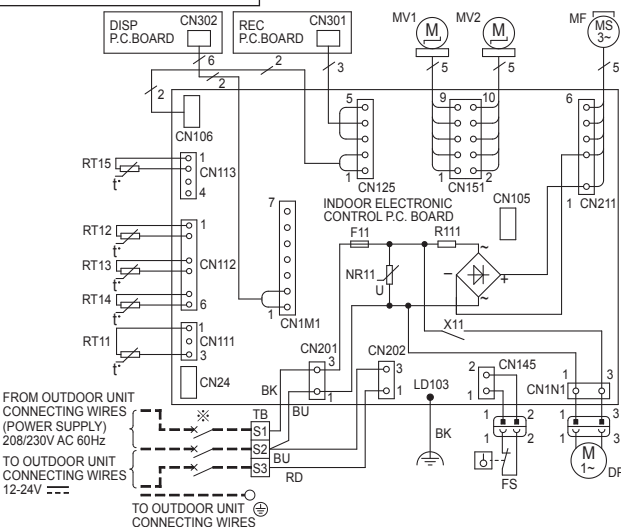 DISP
P.C.BOARD
CN302
REC
P.C.BOARD
CN301
MV1
MV2
MF
M
M
MS
3~
6
2
2
2
3
5
5
5
CN106
5
1
CN125
9
10
1
2
CN151
6
1
CN211
RT15
t°
1
4
CN113
INDOOR ELECTRONIC
CONTROL P.C. BOARD
CN105
7
1
CN1M1
RT12
t°
RT13
t°
RT14
t°
1
6
CN112
F11
R111
NR11
U
~
−
+
~
X11
RT11
t°
1
3
CN111
CN24
CN201
3
1
CN202
3
1
LD103
2
1
CN145
1
3
CN1N1
BK
BU
BU
RD
BK
FROM OUTDOOR UNIT
CONNECTING WIRES
(POWER SUPPLY)
208/230V AC 60Hz
※
TB
S1
S2
S3
TO OUTDOOR UNIT
CONNECTING WIRES
12-24V
TO OUTDOOR UNIT
CONNECTING WIRES
1
2
1
2
FS
1
3
1
3
M
1~
DP